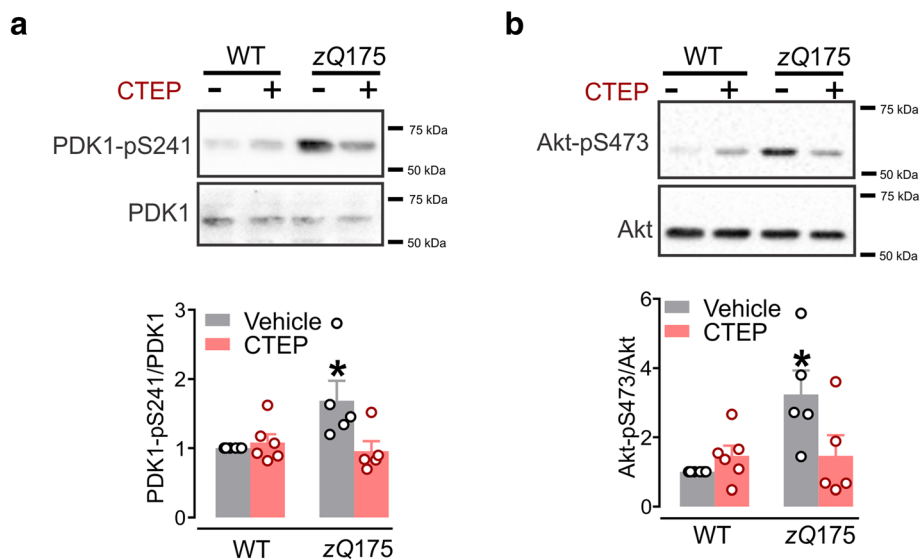 a
WT zQ175
CTEP - + - +
PDK1-pS241
75 kDa
50 kDa
PDK1
75 kDa
50 kDa
PDK1-pS241/PDK1
3
2
1
0
Vehicle
CTEP
*
WT zQ175
b
WT zQ175
CTEP - + - +
Akt-pS473
75 kDa
50 kDa
Akt
75 kDa
50 kDa
Akt-pS473/Akt
6
4
2
0
Vehicle
CTEP
*
WT zQ175